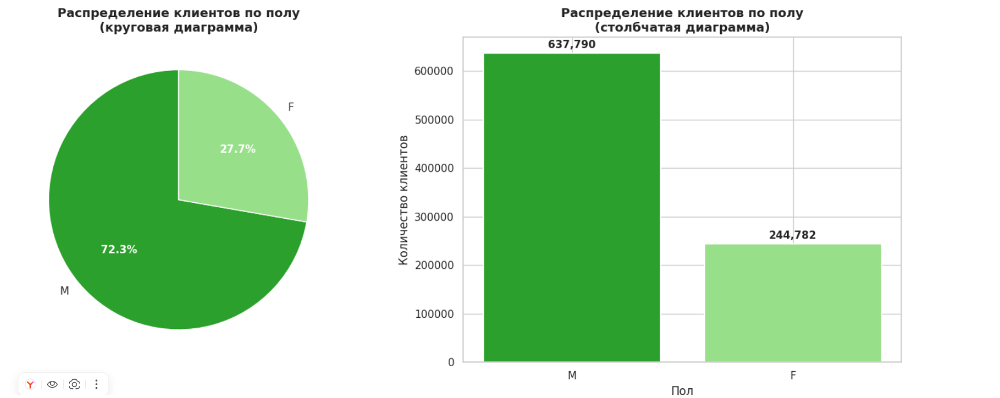 Распределение клиентов по полу
(круговая диаграмма)
F
27.7%
72.3%
M
Распределение клиентов по полу
(столбчатая диаграмма)
637,790
600000
500000
400000
300000
200000
100000
0
Количество клиентов
244,782
M
F
Пол